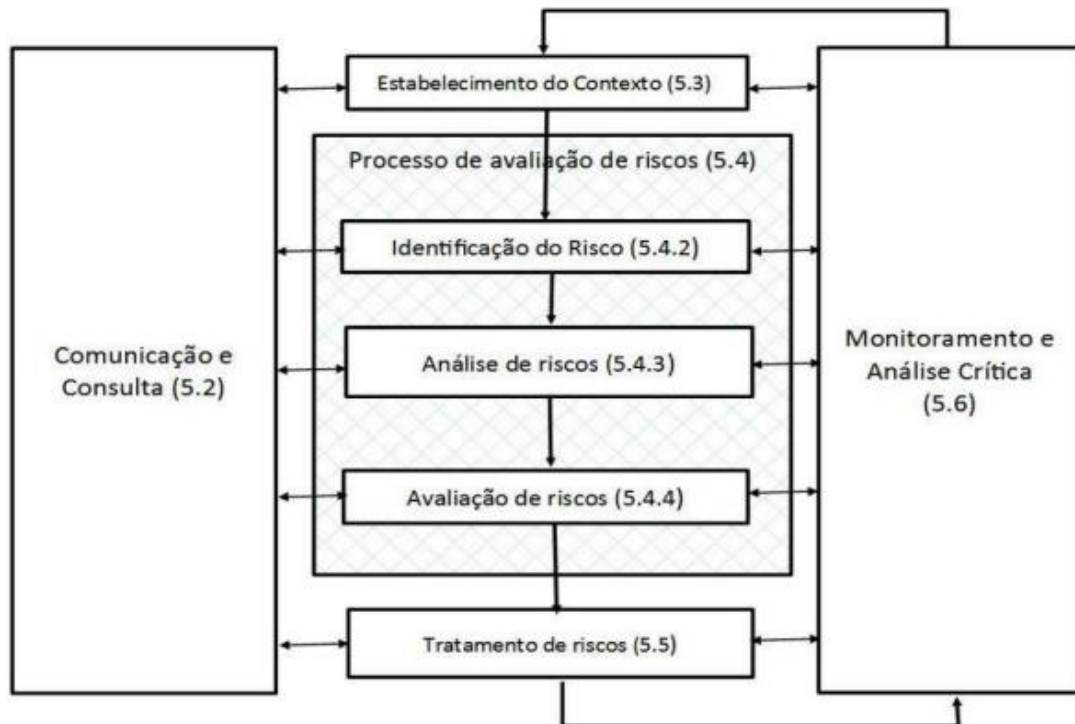 Estabelecimento do Contexto (5.3)
Processo de avaliação de riscos (5.4)
Identificação do Risco (5.4.2)
Comunicação e
Consulta (5.2)
Análise de riscos (5.4.3)
Monitoramento e
Análise Crítica
(5.6)
Avaliação de riscos (5.4.4)
Tratamento de riscos (5.5)